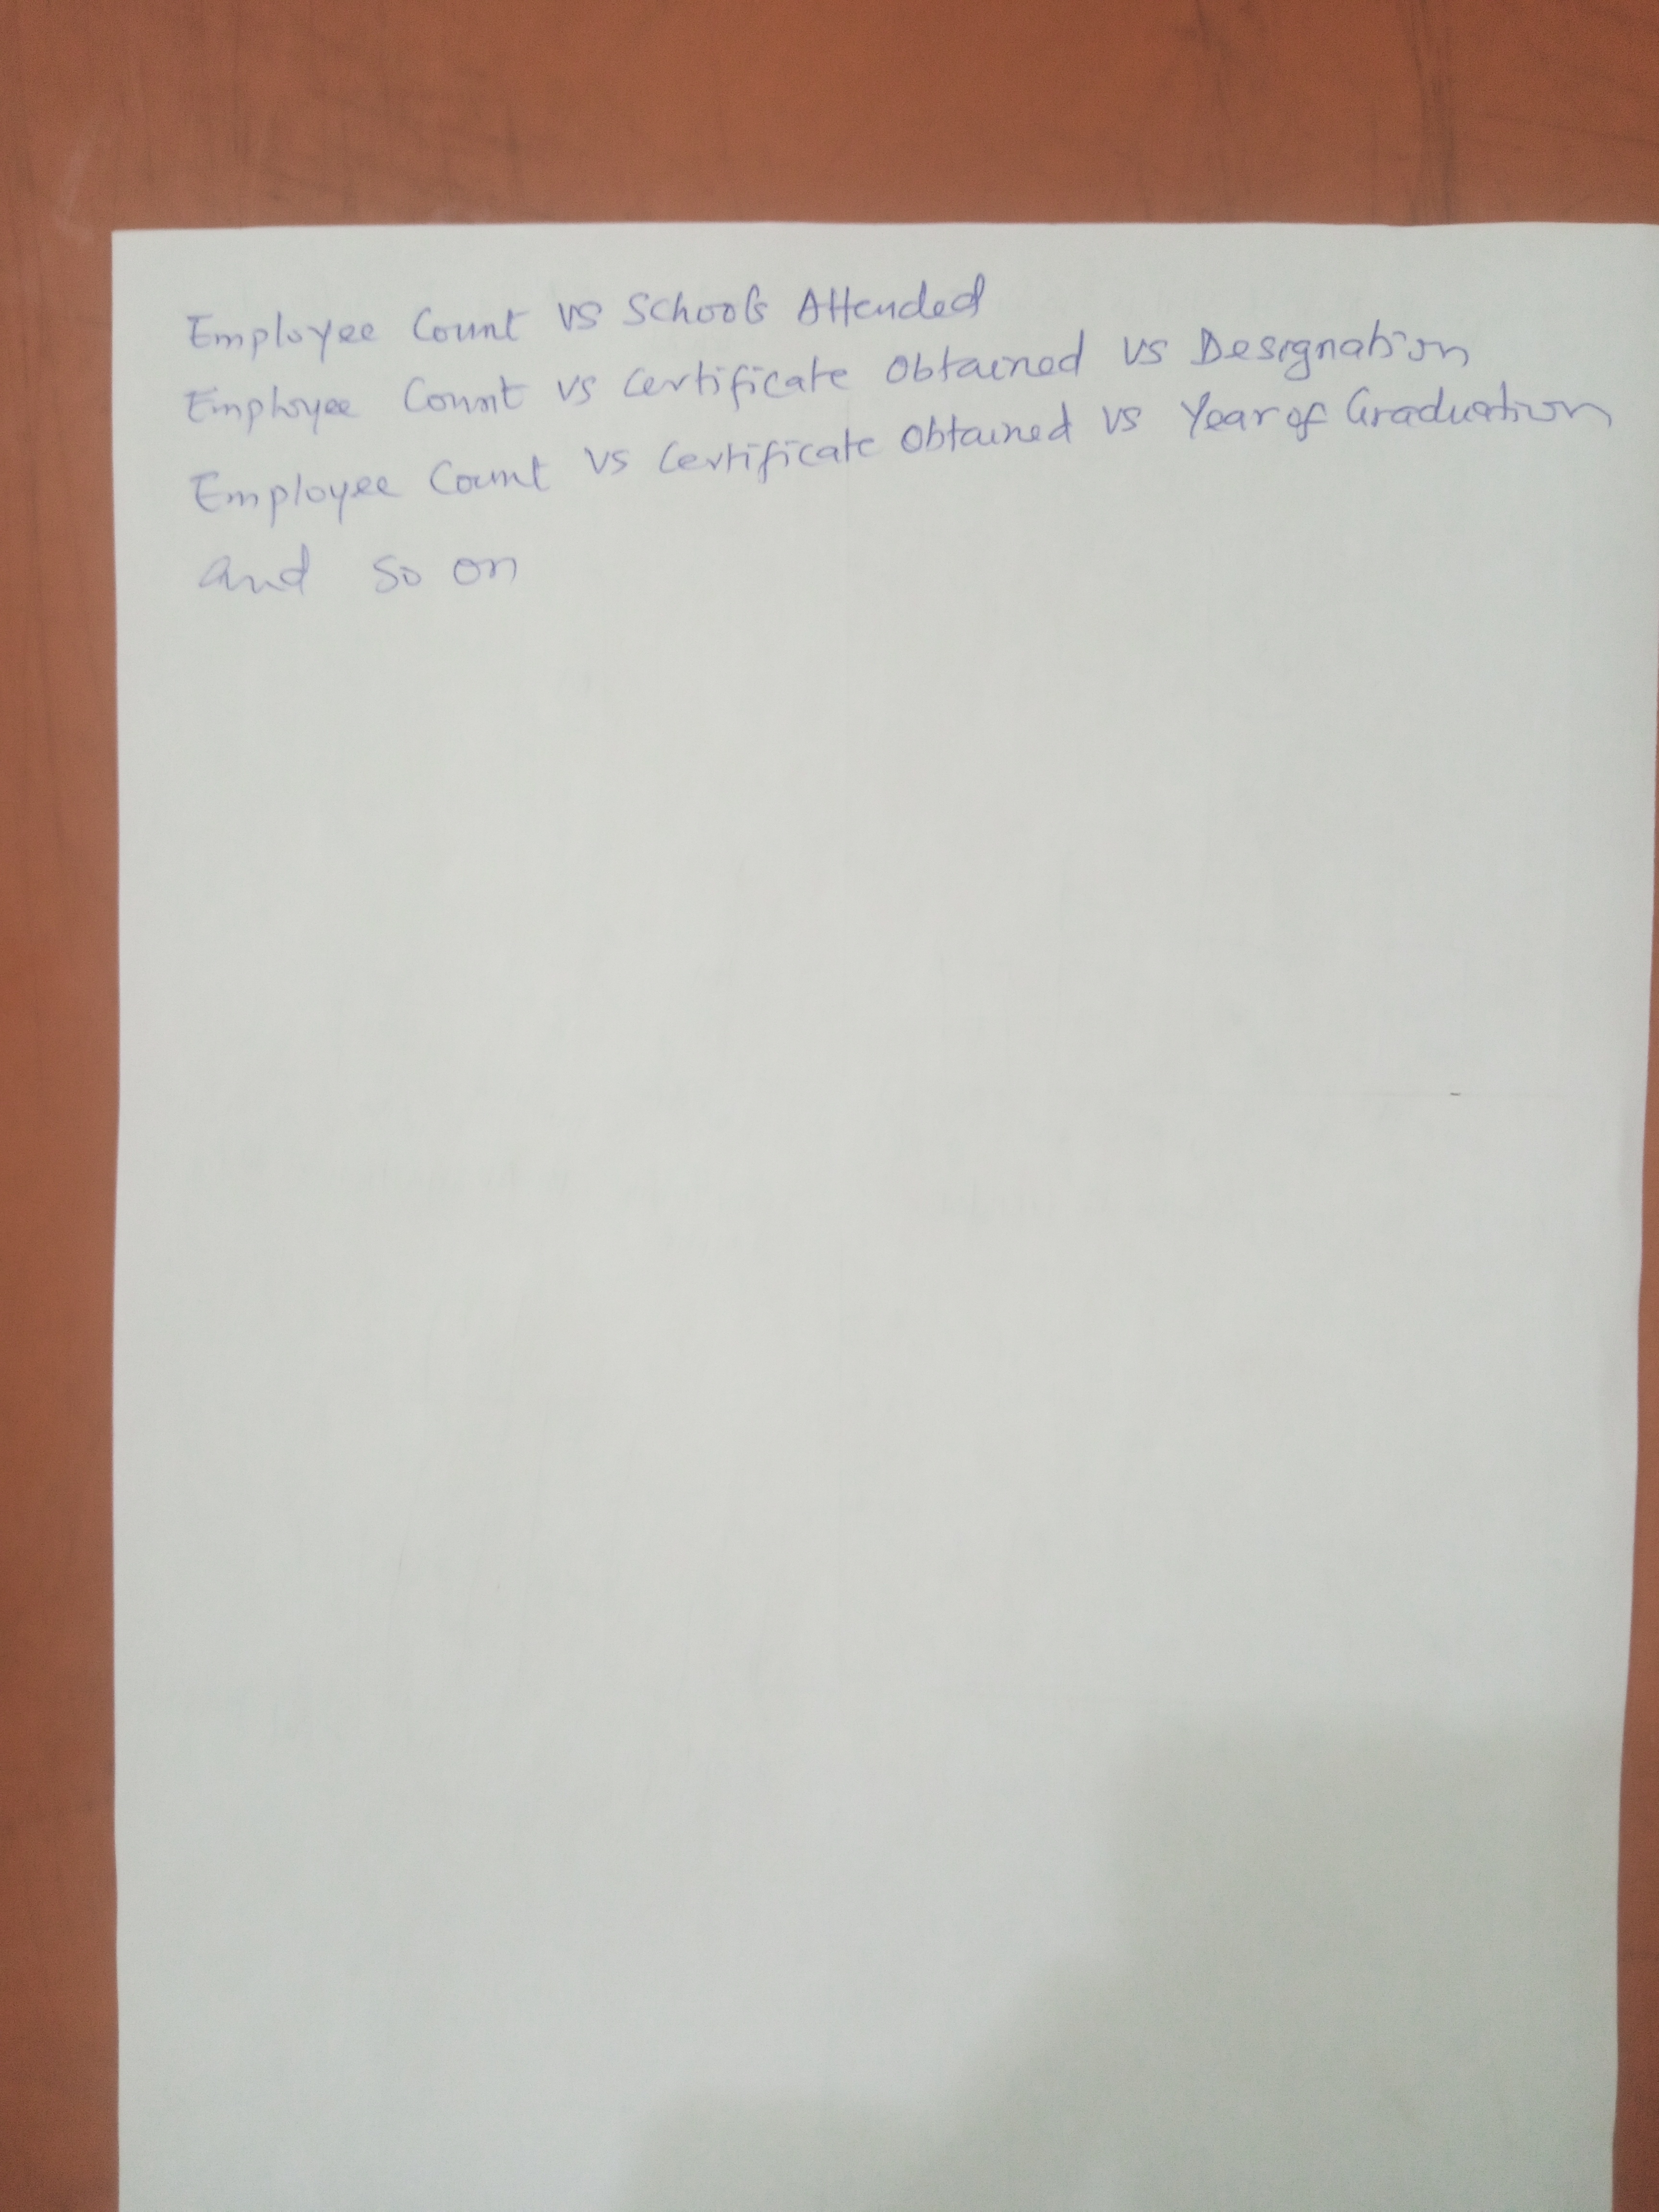 Employee Count vs Schools Attended
Employee Count vs Certificate Obtained vs Designation
Employee Count vs Certificate Obtained vs Year of Graduation
and so on